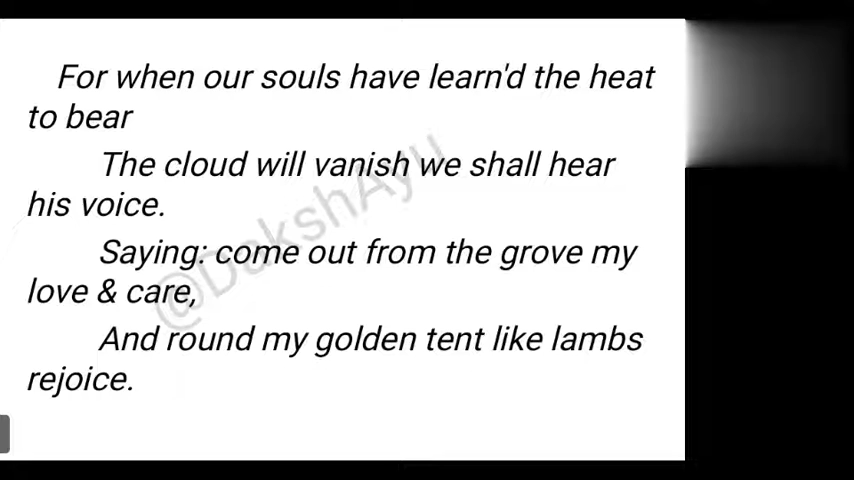 For when our souls have learn'd the heat
to bear
The cloud will vanish we shall hear
his voice.
Saying: come out from the grove my
love & care,
And round my golden tent like lambs
rejoice.
@DakshAyu